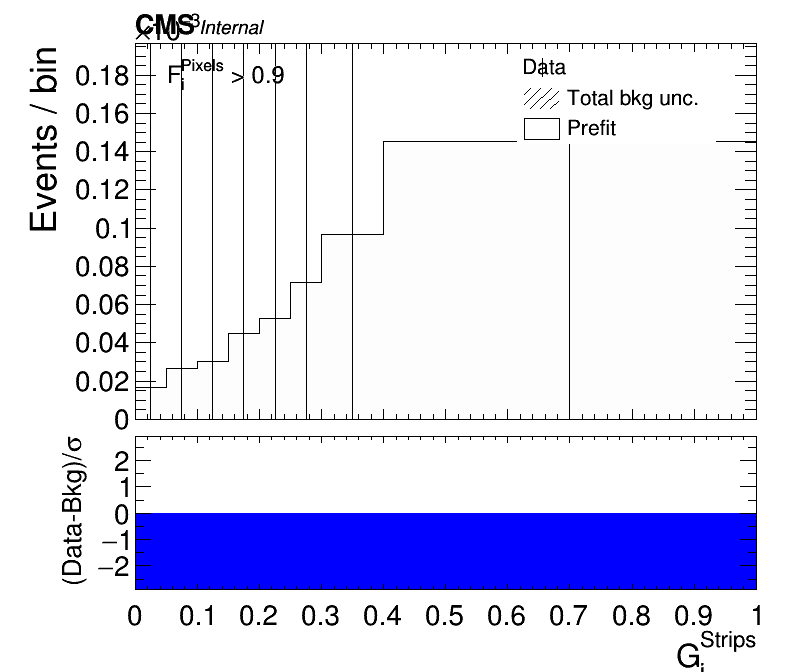 CMS Internal
×10⁻³
Events / bin
F_i^Pixels > 0.9
Data
Total bkg unc.
Prefit
0.18
0.16
0.14
0.12
0.1
0.08
0.06
0.04
0.02
0
(Data-Bkg)/σ
2
1
0
−1
−2
0 0.1 0.2 0.3 0.4 0.5 0.6 0.7 0.8 0.9 1
G_i^Strips